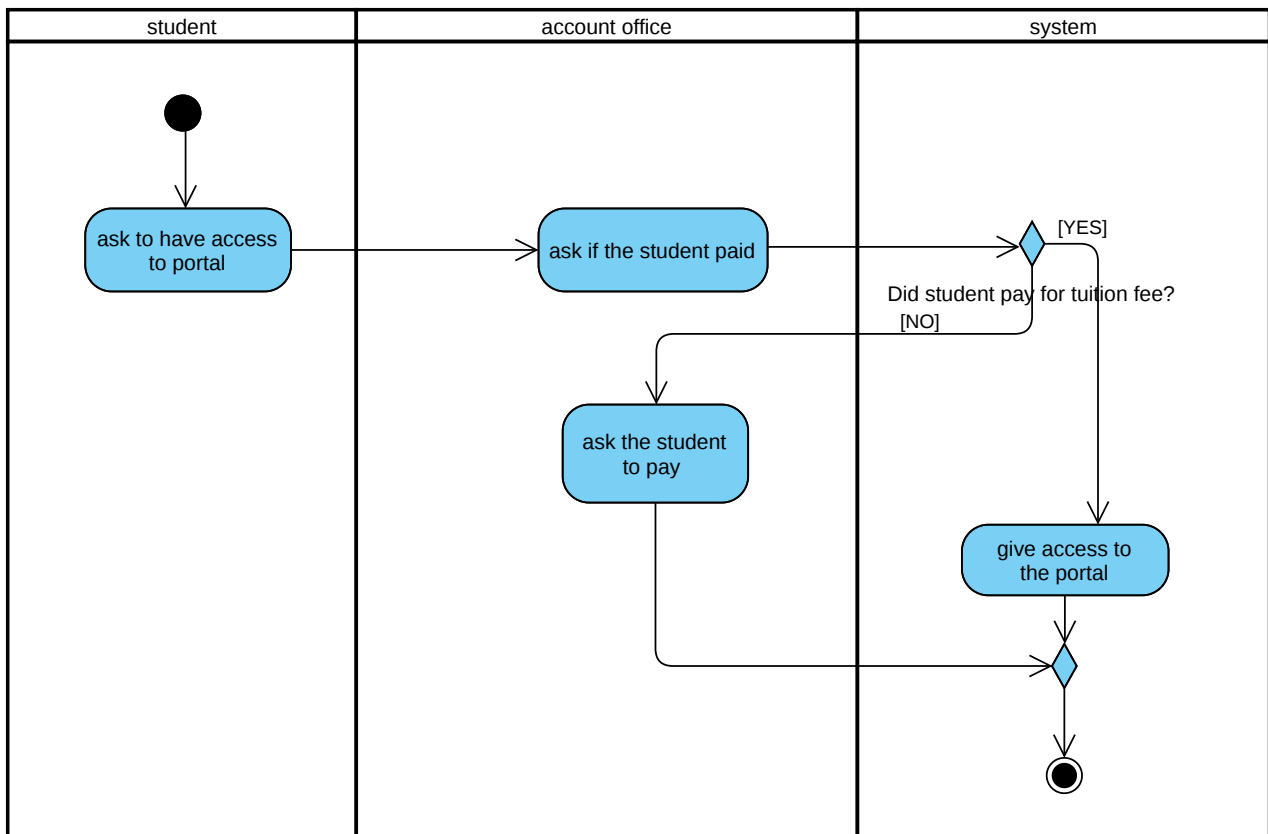 student
account office
system
ask to have access
to portal
ask if the student paid
[YES]
Did student pay for tuition fee?
[NO]
ask the student
to pay
give access to
the portal